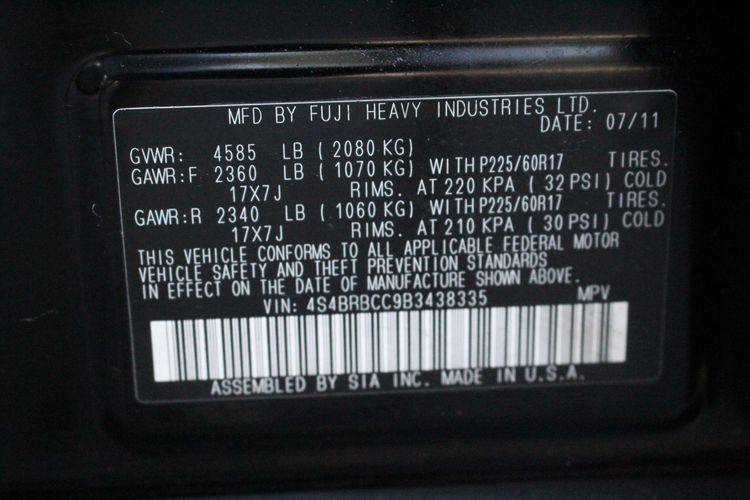 MFD BY FUJI HEAVY INDUSTRIES LTD.
DATE: 07/11
GVWR: 4585 LB ( 2080 KG)
GAWR:F 2360 LB ( 1070 KG) WITH P225/60R17 TIRES.
17X7J RIMS. AT 220 KPA ( 32 PSI) COLD
GAWR:R 2340 LB ( 1060 KG) WITH P225/60R17 TIRES.
17X7J RIMS. AT 210 KPA ( 30 PSI) COLD
THIS VEHICLE CONFORMS TO ALL APPLICABLE FEDERAL MOTOR
VEHICLE SAFETY AND THEFT PREVENTION STANDARDS
IN EFFECT ON THE DATE OF MANUFACTURE SHOWN ABOVE.
VIN: 4S4BRBCC9B3438335 MPV
ASSEMBLED BY SIA INC. MADE IN U.S.A.